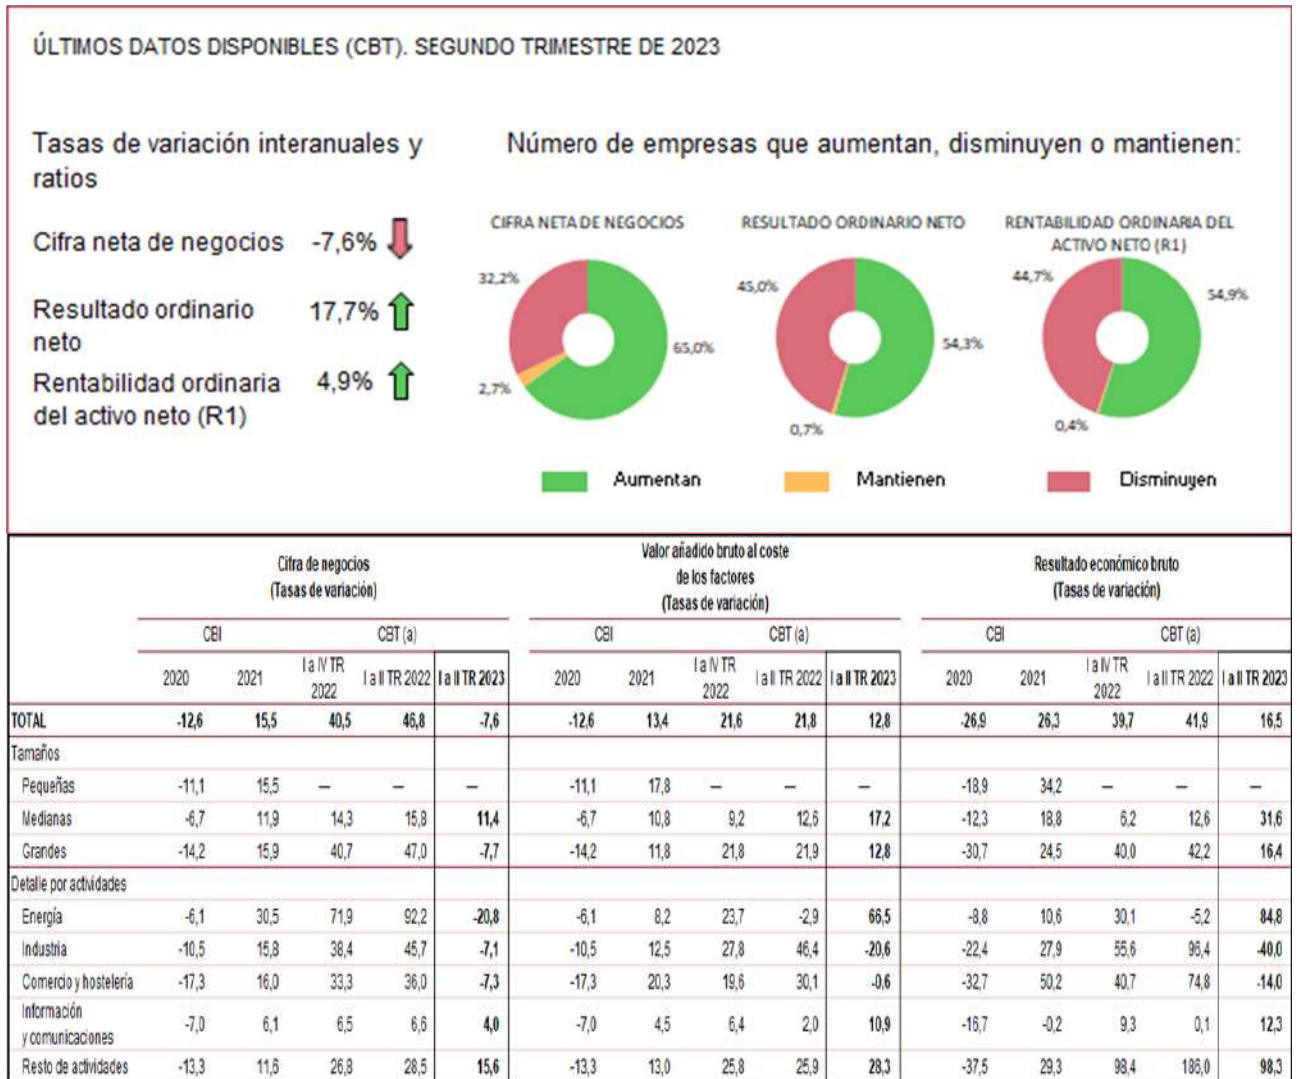 ÚLTIMOS DATOS DISPONIBLES (CBT). SEGUNDO TRIMESTRE DE 2023
Tasas de variación interanuales y
ratios
Cifra neta de negocios -7,6%
Resultado ordinario 17,7%
neto
Rentabilidad ordinaria 4,9%
del activo neto (R1)
Número de empresas que aumentan, disminuyen o mantienen:
CIFRA NETA DE NEGOCIOS
32,2%
65,0%
2,7%
RESULTADO ORDINARIO NETO
45,0%
54,3%
0,7%
RENTABILIDAD ORDINARIA DEL
ACTIVO NETO (R1)
44,7%
54,9%
0,4%
Aumentan Mantienen Disminuyen
Cifra de negocios
(Tasas de variación)
Valor añadido bruto al coste
de los factores
(Tasas de variación)
Resultado económico bruto
(Tasas de variación)
CBI CBT (a) CBI CBT (a) CBI CBT (a)
2020 2021 I a IV TR 2022 I a II TR 2022 I a II TR 2023 2020 2021 I a IV TR 2022 I a II TR 2022 I a II TR 2023 2020 2021 I a IV TR 2022 I a II TR 2022 I a II TR 2023
TOTAL -12,6 15,5 40,5 46,8 -7,6 -12,6 13,4 21,6 21,8 12,8 -26,9 26,3 39,7 41,9 16,5
Tamaños
Pequeñas -11,1 15,5 — — — -11,1 17,8 — — — -18,9 34,2 — — —
Medianas -6,7 11,9 14,3 15,8 11,4 -6,7 10,8 9,2 12,6 17,2 -12,3 18,8 6,2 12,6 31,6
Grandes -14,2 15,9 40,7 47,0 -7,7 -14,2 11,8 21,8 21,9 12,8 -30,7 24,5 40,0 42,2 16,4
Detalle por actividades
Energía -6,1 30,5 71,9 92,2 -20,8 -6,1 8,2 23,7 -2,9 66,5 -8,8 10,6 30,1 -5,2 84,8
Industria -10,5 15,8 38,4 45,7 -7,1 -10,5 12,5 27,8 46,4 -20,6 -22,4 27,9 55,6 96,4 -40,0
Comercio y hostelería -17,3 16,0 33,3 36,0 -7,3 -17,3 20,3 19,6 30,1 -0,6 -32,7 50,2 40,7 74,8 -14,0
Información
y comunicaciones -7,0 6,1 6,5 6,6 4,0 -7,0 4,5 6,4 2,0 10,9 -16,7 -0,2 9,3 0,1 12,3
Resto de actividades -13,3 11,6 26,8 28,5 15,6 -13,3 13,0 25,8 25,9 28,3 -37,5 29,3 98,4 186,0 98,3